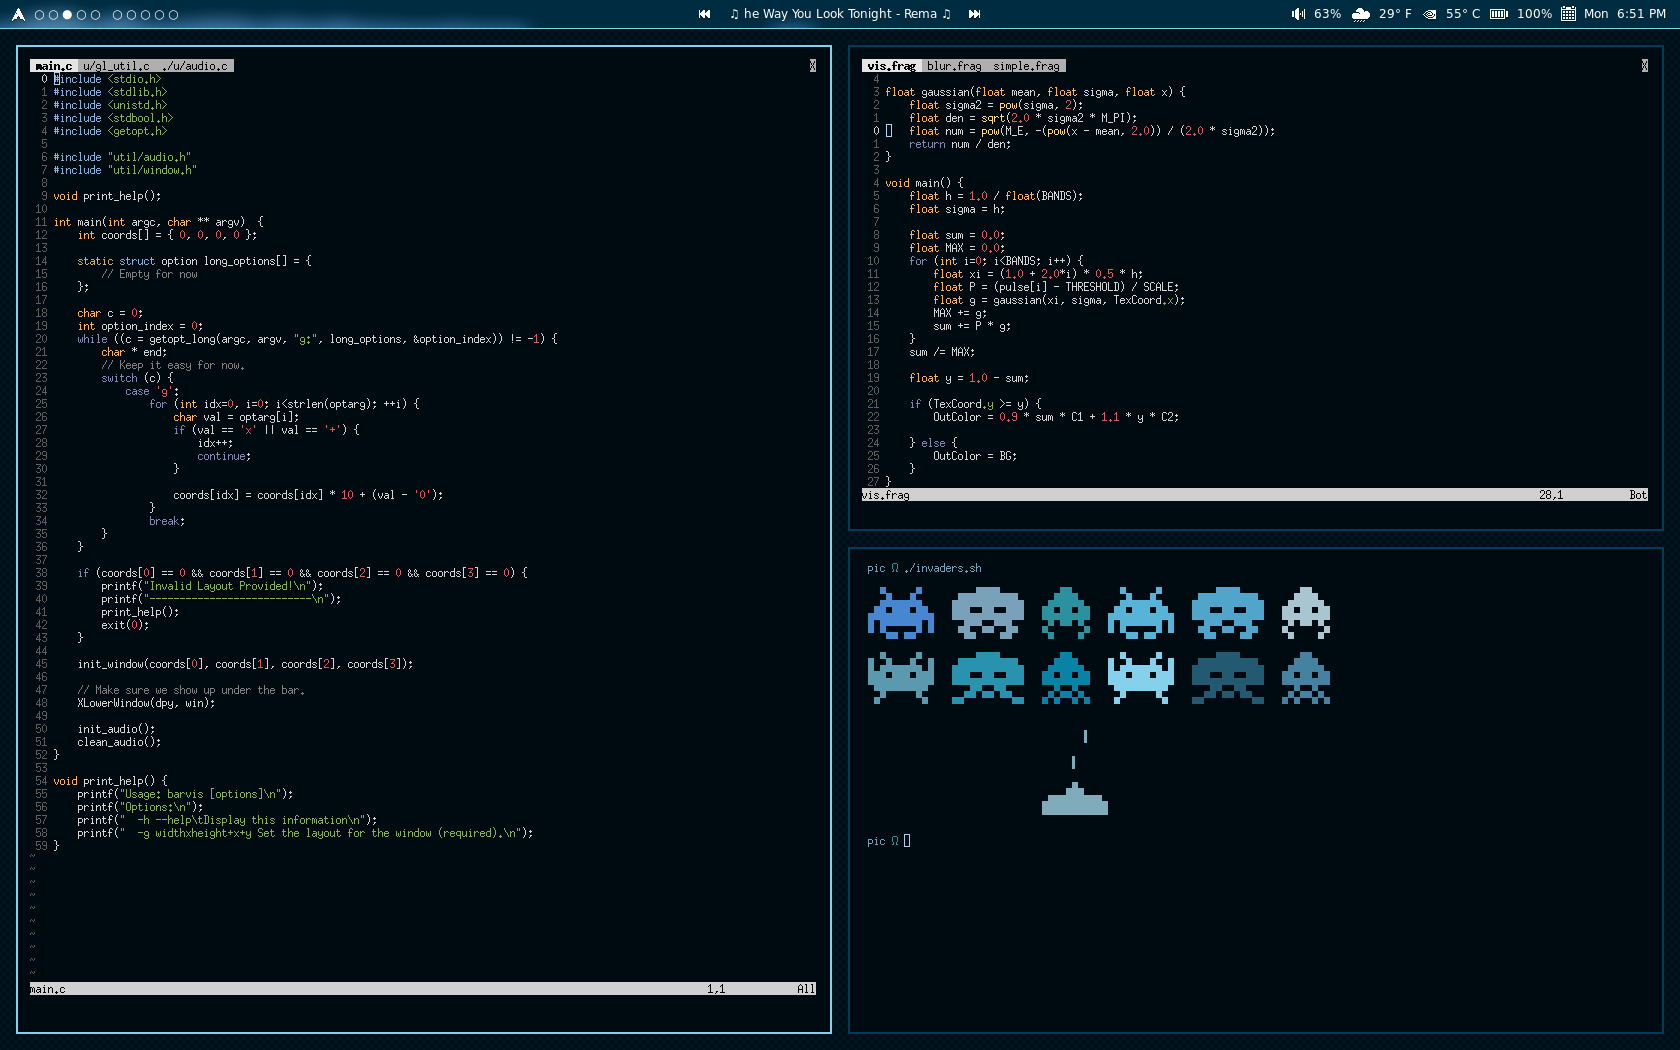 ♫ he Way You Look Tonight - Rema ♫
63% 29° F 55° C 100% Mon 6:51 PM
main.c u/gl_util.c ./u/audio.c X
0 #include <stdio.h>
1 #include <stdlib.h>
2 #include <unistd.h>
3 #include <stdbool.h>
4 #include <getopt.h>
5
6 #include "util/audio.h"
7 #include "util/window.h"
8
9 void print_help();
10
11 int main(int argc, char ** argv)  {
12     int coords[] = { 0, 0, 0, 0 };
13
14     static struct option long_options[] = {
15         // Empty for now
16     };
17
18     char c = 0;
19     int option_index = 0;
20     while ((c = getopt_long(argc, argv, "g:", long_options, &option_index)) != -1) {
21         char * end;
22         // Keep it easy for now.
23         switch (c) {
24             case 'g':
25                 for (int idx=0, i=0; i<strlen(optarg); ++i) {
26                     char val = optarg[i];
27                     if (val == 'x' || val == '+') {
28                         idx++;
29                         continue;
30                     }
31
32                     coords[idx] = coords[idx] * 10 + (val - '0');
33                 }
34                 break;
35         }
36     }
37
38     if (coords[0] == 0 && coords[1] == 0 && coords[2] == 0 && coords[3] == 0) {
39         printf("Invalid Layout Provided!\n");
40         printf("---------------------------\n");
41         print_help();
42         exit(0);
43     }
44
45     init_window(coords[0], coords[1], coords[2], coords[3]);
46
47     // Make sure we show up under the bar.
48     XLowerWindow(dpy, win);
49
50     init_audio();
51     clean_audio();
52 }
53
54 void print_help() {
55     printf("Usage: barvis [options]\n");
56     printf("Options:\n");
57     printf("  -h --help\tDisplay this information\n");
58     printf("  -g widthxheight+x+y Set the layout for the window (required).\n");
59 }
~
~
~
~
~
~
~
~
~
~
main.c 1,1 All
vis.frag blur.frag simple.frag X
4
3 float gaussian(float mean, float sigma, float x) {
2     float sigma2 = pow(sigma, 2);
1     float den = sqrt(2.0 * sigma2 * M_PI);
0     float num = pow(M_E, -(pow(x - mean, 2.0)) / (2.0 * sigma2));
1     return num / den;
2 }
3
4 void main() {
5     float h = 1.0 / float(BANDS);
6     float sigma = h;
7
8     float sum = 0.0;
9     float MAX = 0.0;
10     for (int i=0; i<BANDS; i++) {
11         float xi = (1.0 + 2.0*i) * 0.5 * h;
12         float P = (pulse[i] - THRESHOLD) / SCALE;
13         float g = gaussian(xi, sigma, TexCoord.x);
14         MAX += g;
15         sum += P * g;
16     }
17     sum /= MAX;
18
19     float y = 1.0 - sum;
20
21     if (TexCoord.y >= y) {
22         OutColor = 0.9 * sum * C1 + 1.1 * y * C2;
23
24     } else {
25         OutColor = BG;
26     }
27 }
vis.frag 28,1 Bot
pic Ω ./invaders.sh
pic Ω